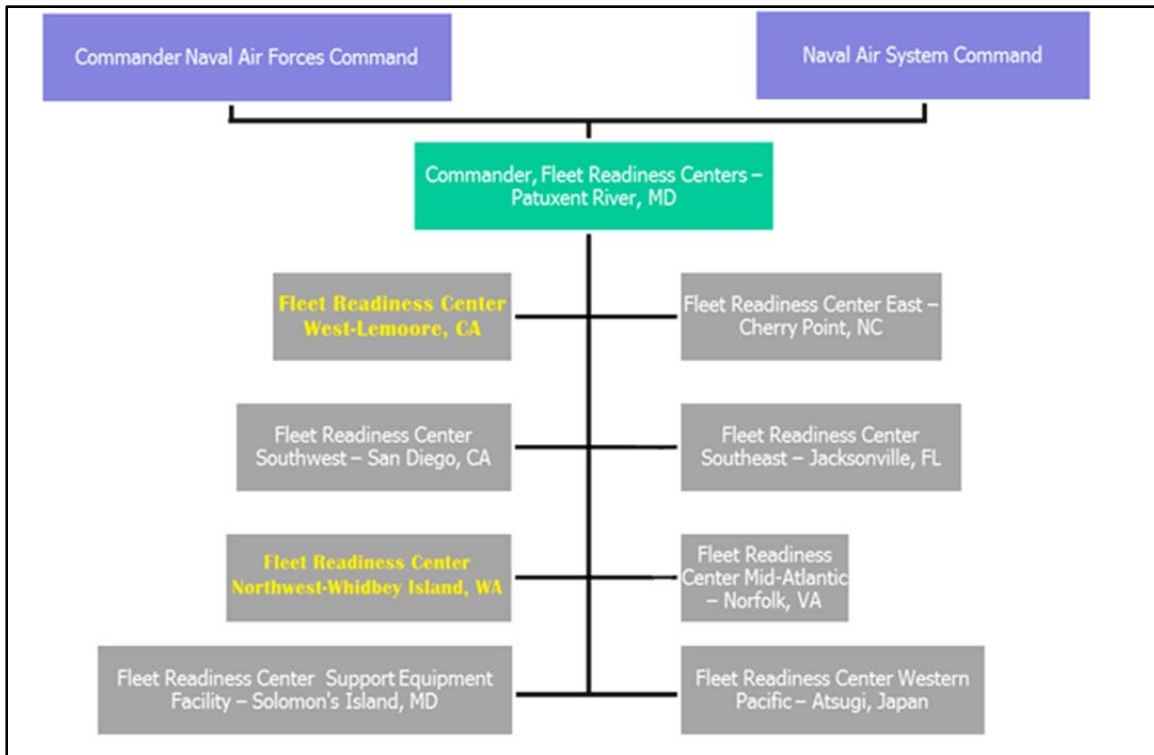 Commander Naval Air Forces Command
Naval Air System Command
Commander, Fleet Readiness Centers –
Patuxent River, MD
Fleet Readiness Center
West-Lemoore, CA
Fleet Readiness Center East –
Cherry Point, NC
Fleet Readiness Center
Southwest – San Diego, CA
Fleet Readiness Center
Southeast – Jacksonville, FL
Fleet Readiness Center
Northwest-Whidbey Island, WA
Fleet Readiness
Center Mid-Atlantic
– Norfolk, VA
Fleet Readiness Center Support Equipment
Facility – Solomon's Island, MD
Fleet Readiness Center Western
Pacific – Atsugi, Japan